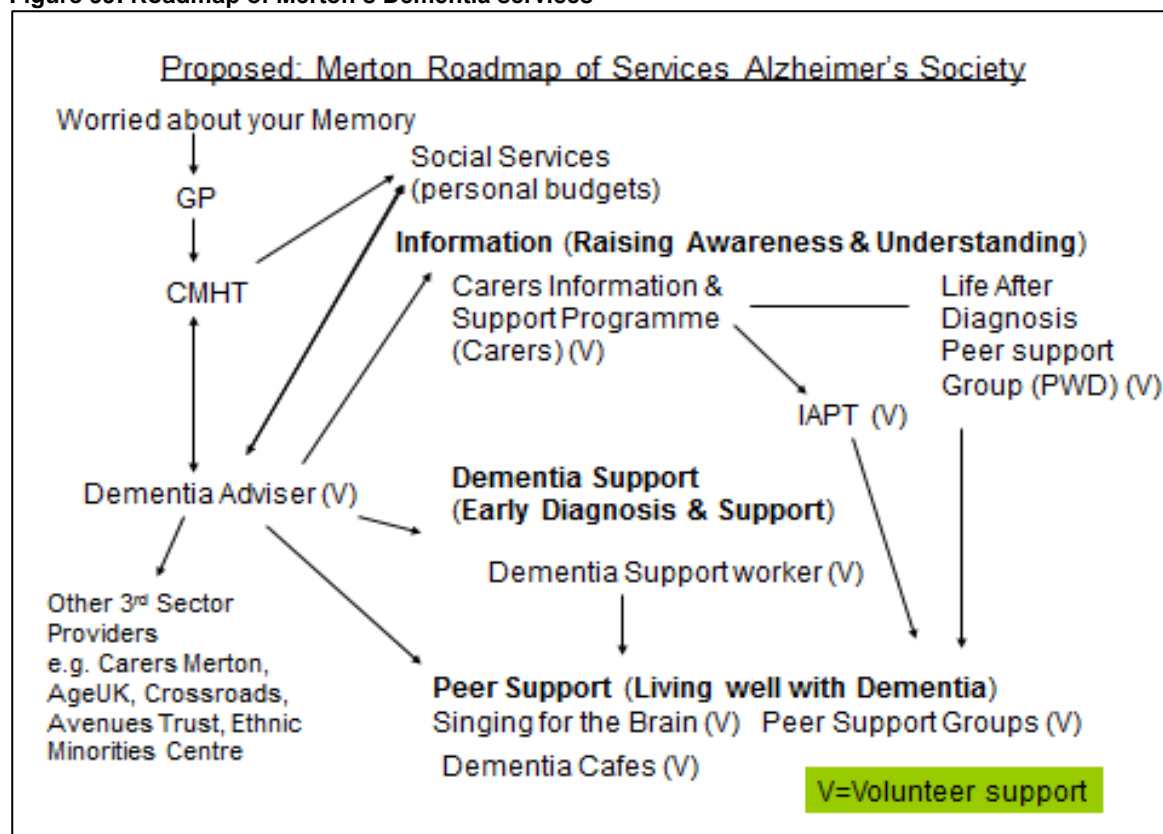 Proposed: Merton Roadmap of Services Alzheimer's Society
Worried about your Memory
GP
CMHT
Social Services
(personal budgets)
Information (Raising Awareness & Understanding)
Carers Information &
Support Programme
(Carers) (V)
Life After
Diagnosis
Peer support
Group (PWD) (V)
IAPT (V)
Dementia Adviser (V)
Dementia Support
(Early Diagnosis & Support)
Dementia Support worker (V)
Other 3rd Sector
Providers
e.g. Carers Merton,
AgeUK, Crossroads,
Avenues Trust, Ethnic
Minorities Centre
Peer Support (Living well with Dementia)
Singing for the Brain (V) Peer Support Groups (V)
Dementia Cafes (V)
V=Volunteer support